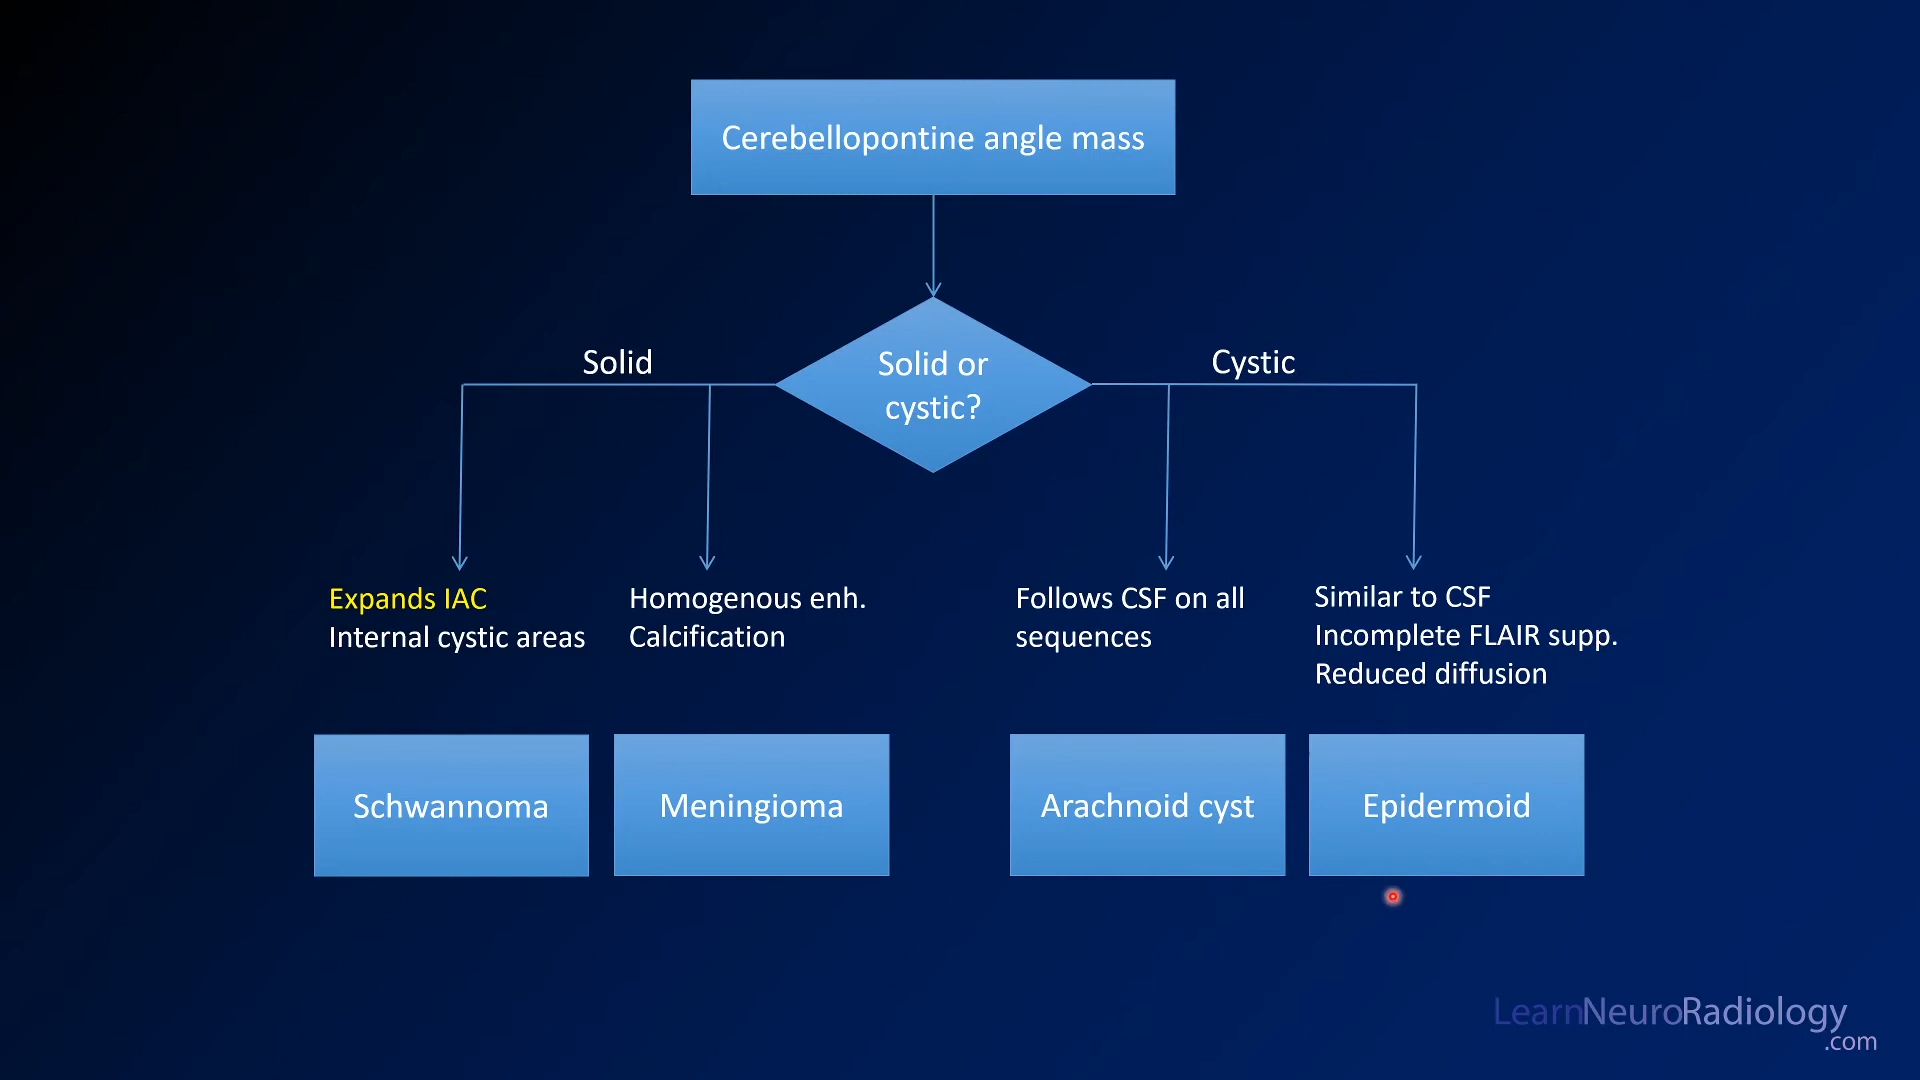 Cerebellopontine angle mass
Solid or
cystic?
Solid
Cystic
Expands IAC
Internal cystic areas
Homogenous enh.
Calcification
Follows CSF on all
sequences
Similar to CSF
Incomplete FLAIR supp.
Reduced diffusion
Schwannoma
Meningioma
Arachnoid cyst
Epidermoid
LearnNeuroRadiology
.com